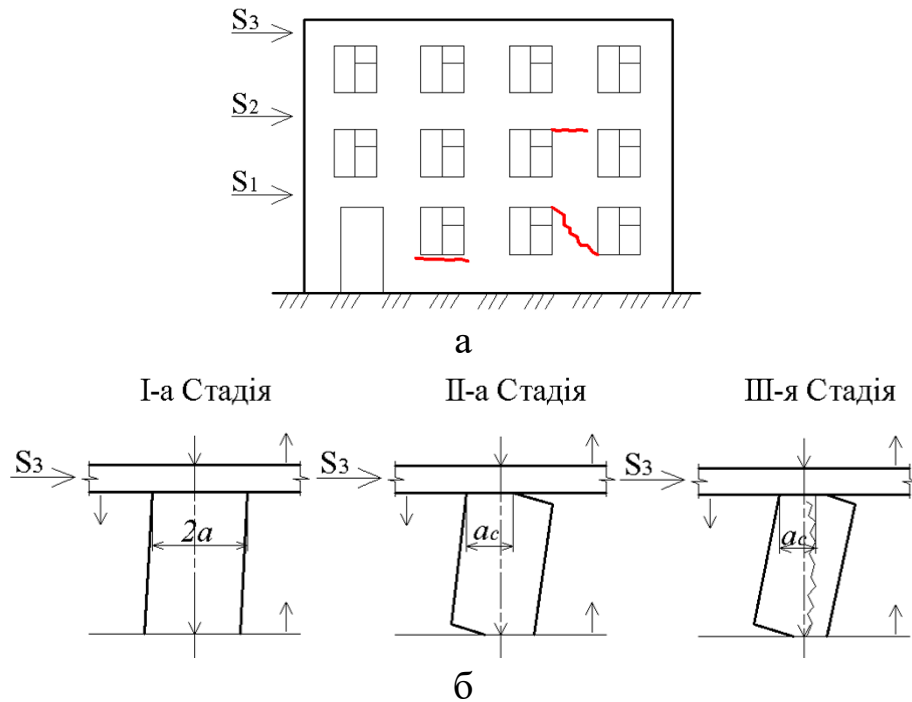 S3
S2
S1
а
I-а Стадія
II-а Стадія
III-я Стадія
S3
S3
S3
2a
ac
ac
б